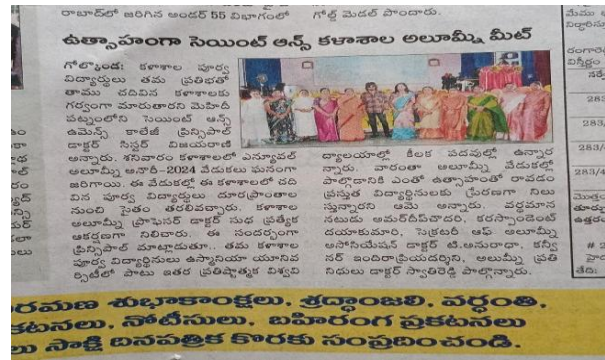 రాబాద్‌లో జరిగిన అండర్ 55 విభాగంలో
గోల్డ్ మెడల్ పొందారు.
ఉత్సాహంగా సెయింట్ ఆన్స్ కళాశాల అలూమ్నీ మీట్
గోల్కొండ: కళాశాల పూర్వ
విద్యార్థులు తమ ప్రతిభతో
తాము చదివిన కళాశాలకు
గర్వంగా మారుతారని మెహిదీ
పట్నంలోని సెయింట్ ఆన్స్
ఉమెన్స్ కాలేజీ ప్రిన్సిపాల్
డాక్టర్ సిస్టర్ విజయరాణి
అన్నారు. శనివారం కళాశాలలో ఎన్యూవల్
అలూమ్నీ అనాది-2024 వేడుకలు ఘనంగా
జరిగాయి. ఈ వేడుకల్లో ఈ కళాశాలలో చది
విన పూర్వ విద్యార్థులు దూరప్రాంతాల
నుంచి సైతం తరలివచ్చారు. కళాశాల
అలూమ్నీ ప్రొఫెసర్ డాక్టర్ సుధ ప్రత్యేక
ఆకర్షణగా నిలిచారు. ఈ సందర్భంగా
ప్రిన్సిపాల్ మాట్లాడుతూ.. తమ కళాశాల
పూర్వ విద్యార్థినులు ఉస్మానియా యూనివ
ర్సిటీలో పాటు ఇతర ప్రతిష్టాత్మక విశ్వవి
ద్యాలయాల్లో కీలక పదవుల్లో ఉన్నార
న్నారు. వారంతా అలూమ్నీ వేడుకల్లో
పాల్గొనడానికి ఎంతో ఉత్సాహంతో రావడం
ప్రస్తుత విద్యార్థినులకు ప్రేరణగా నిలు
స్తున్నారని ఆమె అన్నారు. వర్ధమాన
నటుడు అమర్‌దీప్‌చౌదరి, కరస్పాండెంట్
దయాకుమారి, సెక్రటరీ ఆఫ్ అలూమ్నీ
అసోసియేషన్ డాక్టర్ టి.అనురాధా, కన్వీ
నర్ ఇందిరాప్రియదర్శిని, అలుమ్నీ ప్రతి
నిధులు డాక్టర్ స్వాతిరెడ్డి పాల్గొన్నారు.
రమణ శుభాకాంక్షలు, శ్రద్ధాంజలి, వర్ధంతి,
కటనలు, నోటీసులు, బహిరంగ ప్రకటనలు
లు సాక్షి దినపత్రిక కొరకు సంప్రదించండి.